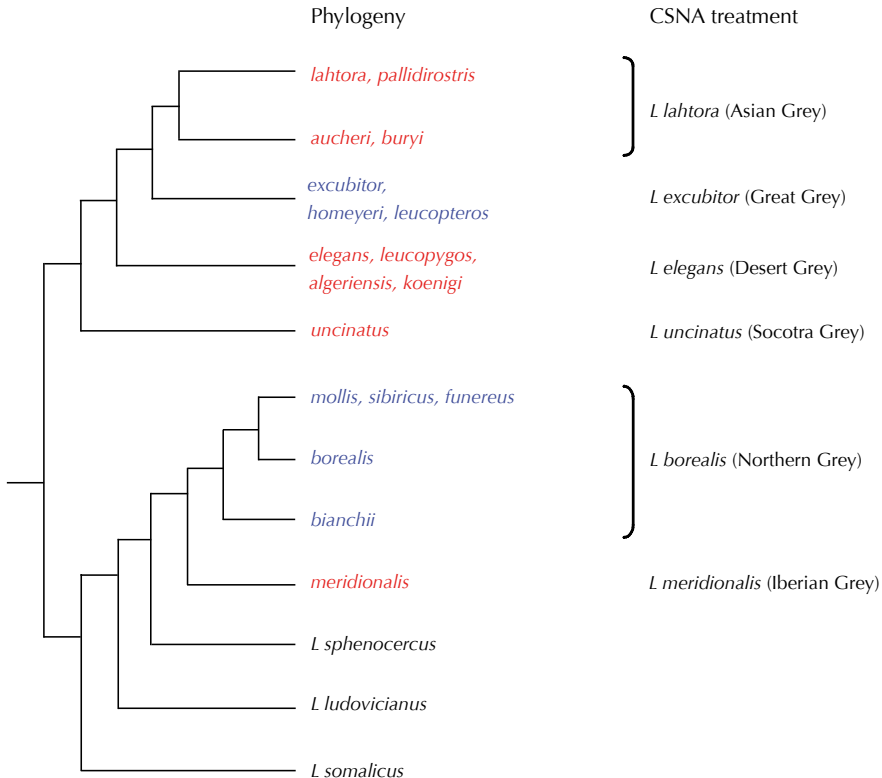 Phylogeny CSNA treatment
lahtora, pallidirostris
L lahtora (Asian Grey)
aucheri, buryi
excubitor,
homeyeri, leucopteros
L excubitor (Great Grey)
elegans, leucopygos,
algeriensis, koenigi
L elegans (Desert Grey)
uncinatus L uncinatus (Socotra Grey)
mollis, sibiricus, funereus
borealis L borealis (Northern Grey)
bianchii
meridionalis L meridionalis (Iberian Grey)
L sphenocercus
L ludovicianus
L somalicus